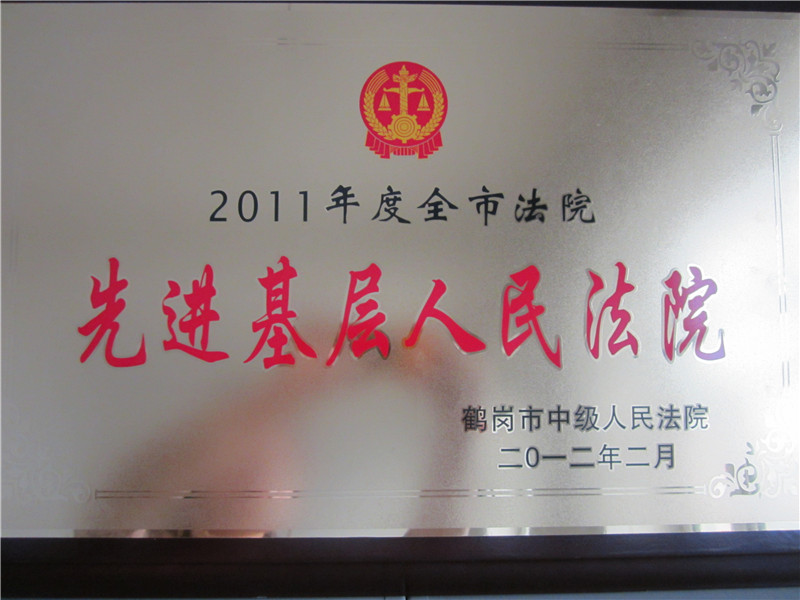 2011年度全市法院
先进基层人民法院
鹤岗市中级人民法院
二0一二年二月